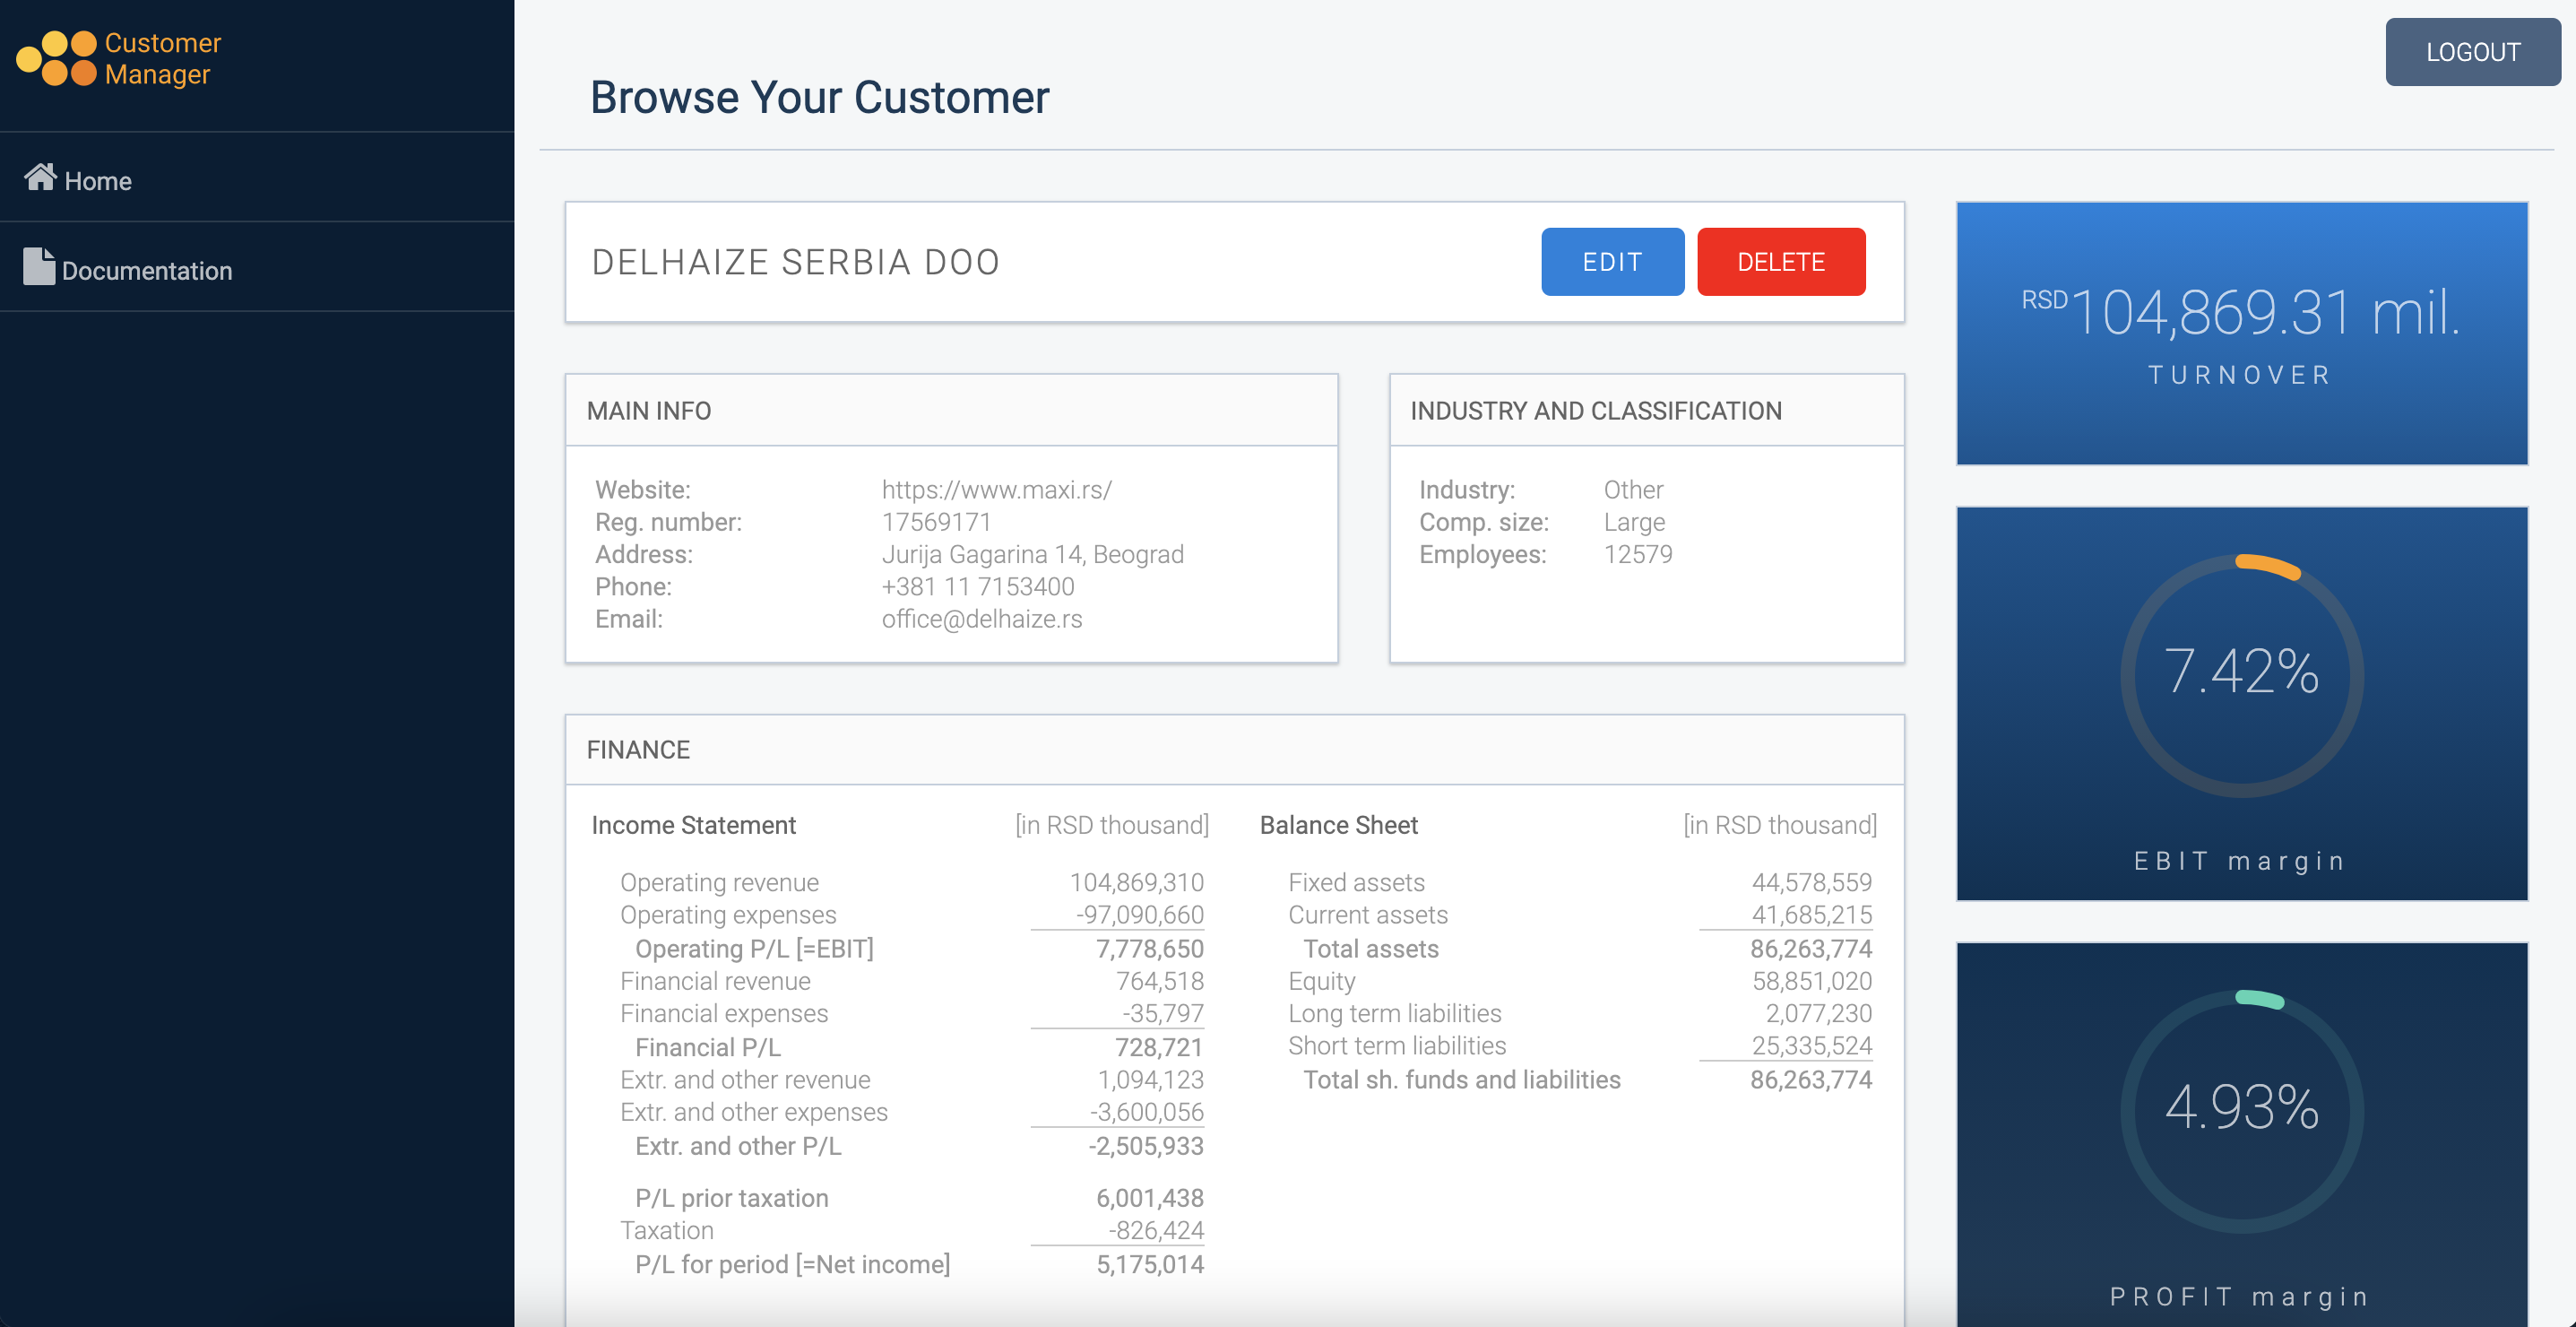 Customer
Manager
Home
Documentation
LOGOUT
Browse Your Customer
DELHAIZE SERBIA DOO
EDIT
DELETE
MAIN INFO
Website: https://www.maxi.rs/
Reg. number: 17569171
Address: Jurija Gagarina 14, Beograd
Phone: +381 11 7153400
Email: office@delhaize.rs
INDUSTRY AND CLASSIFICATION
Industry: Other
Comp. size: Large
Employees: 12579
FINANCE
Income Statement [in RSD thousand]
Operating revenue 104,869,310
Operating expenses -97,090,660
Operating P/L [=EBIT] 7,778,650
Financial revenue 764,518
Financial expenses -35,797
Financial P/L 728,721
Extr. and other revenue 1,094,123
Extr. and other expenses -3,600,056
Extr. and other P/L -2,505,933
P/L prior taxation 6,001,438
Taxation -826,424
P/L for period [=Net income] 5,175,014
Balance Sheet [in RSD thousand]
Fixed assets 44,578,559
Current assets 41,685,215
Total assets 86,263,774
Equity 58,851,020
Long term liabilities 2,077,230
Short term liabilities 25,335,524
Total sh. funds and liabilities 86,263,774
RSD104,869.31 mil.
TURNOVER
7.42%
EBIT margin
4.93%
PROFIT margin